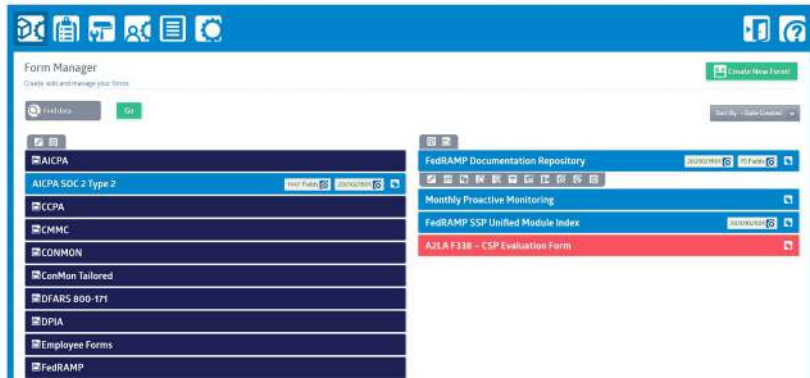 Form Manager
Create, edit and manage your forms.
Create New Form!
Find data
Go
Sort By -- Date Created
AICPA
AICPA SOC 2 Type 2
CCPA
CMMC
CONMON
ConMon Tailored
DFARS 800-171
DPIA
Employee Forms
FedRAMP
FedRAMP Documentation Repository
75 Fields
Monthly Proactive Monitoring
FedRAMP SSP Unified Module Index
A2LA F338 – CSP Evaluation Form